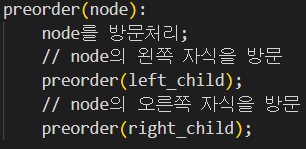 preorder(node):
    node를 방문처리;
    // node의 왼쪽 자식을 방문
    preorder(left_child);
    // node의 오른쪽 자식을 방문
    preorder(right_child);